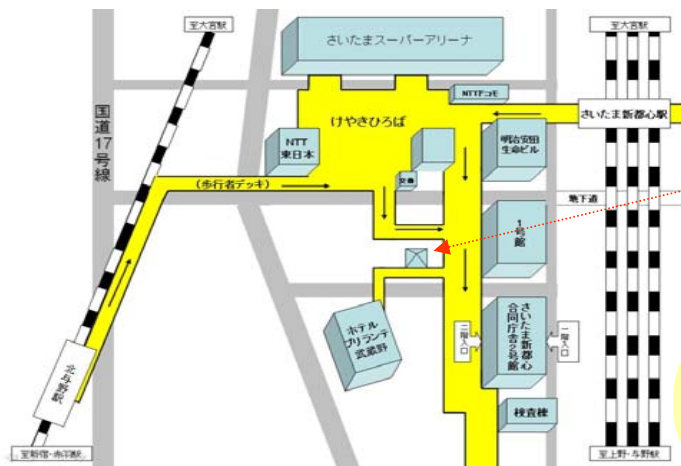 至大宮駅
さいたまスーパーアリーナ
至大宮駅
NTTドコモ
国道17号線
けやきひろば
さいたま新都心駅
NTT
東日本
明治安田
生命ビル
交番
(歩行者デッキ)
地下道
1号館
ホテル
ブリランテ
武蔵野
二階入口
さいたま新都心
合同庁舎2号館
一階入口
北与野駅
検査棟
至新宿・赤羽駅
至上野・与野駅